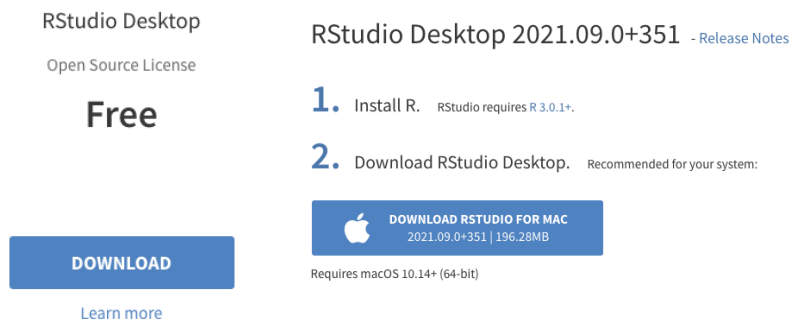 RStudio Desktop
Open Source License
Free
DOWNLOAD
Learn more
RStudio Desktop 2021.09.0+351 - Release Notes
1. Install R. RStudio requires R 3.0.1+.
2. Download RStudio Desktop. Recommended for your system:
DOWNLOAD RSTUDIO FOR MAC
2021.09.0+351 | 196.28MB
Requires macOS 10.14+ (64-bit)